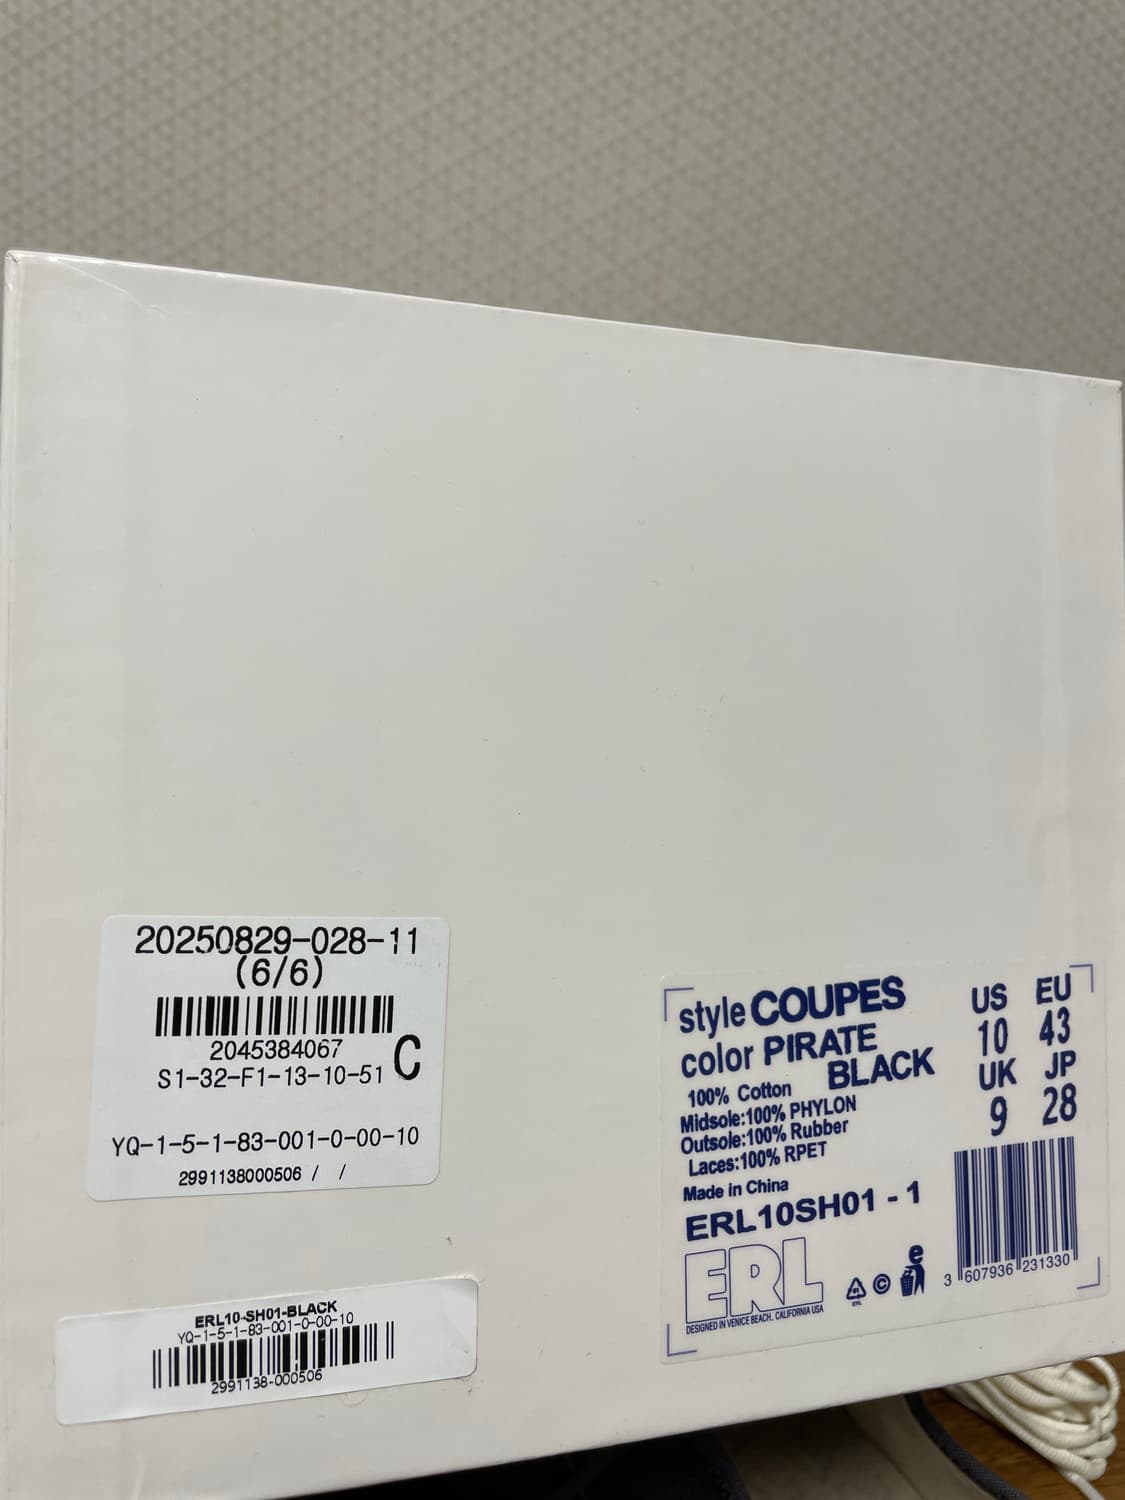 20250829-028-11
(6/6)
2045384067
C
S1-32-F1-13-10-51
YQ-1-5-1-83-001-0-00-10
2991138000506 / /
ERL10-SH01-BLACK
YQ-1-5-1-83-001-0-00-10
2991138-000506
style COUPES
color PIRATE
BLACK
100% Cotton
Midsole:100% PHYLON
Outsole:100% Rubber
Laces:100% RPET
Made in China
ERL10SH01 - 1
ERL
DESIGNED IN VENICE BEACH, CALIFORNIA USA
US EU
10 43
UK JP
9 28
3 607936 231330
©
e